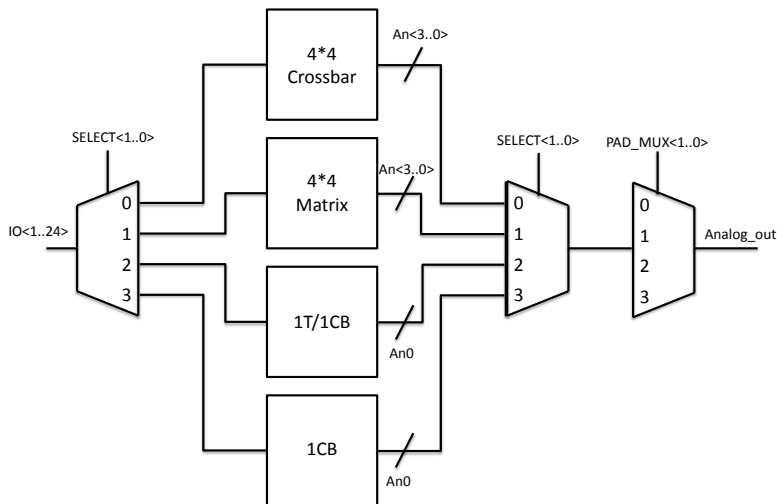 4*4
Crossbar
An<3..0>
SELECT<1..0>
IO<1..24>
0
1
2
3
4*4
Matrix
An<3..0>
1T/1CB
An0
1CB
An0
SELECT<1..0>
0
1
2
3
PAD_MUX<1..0>
0
1
2
3
Analog_out